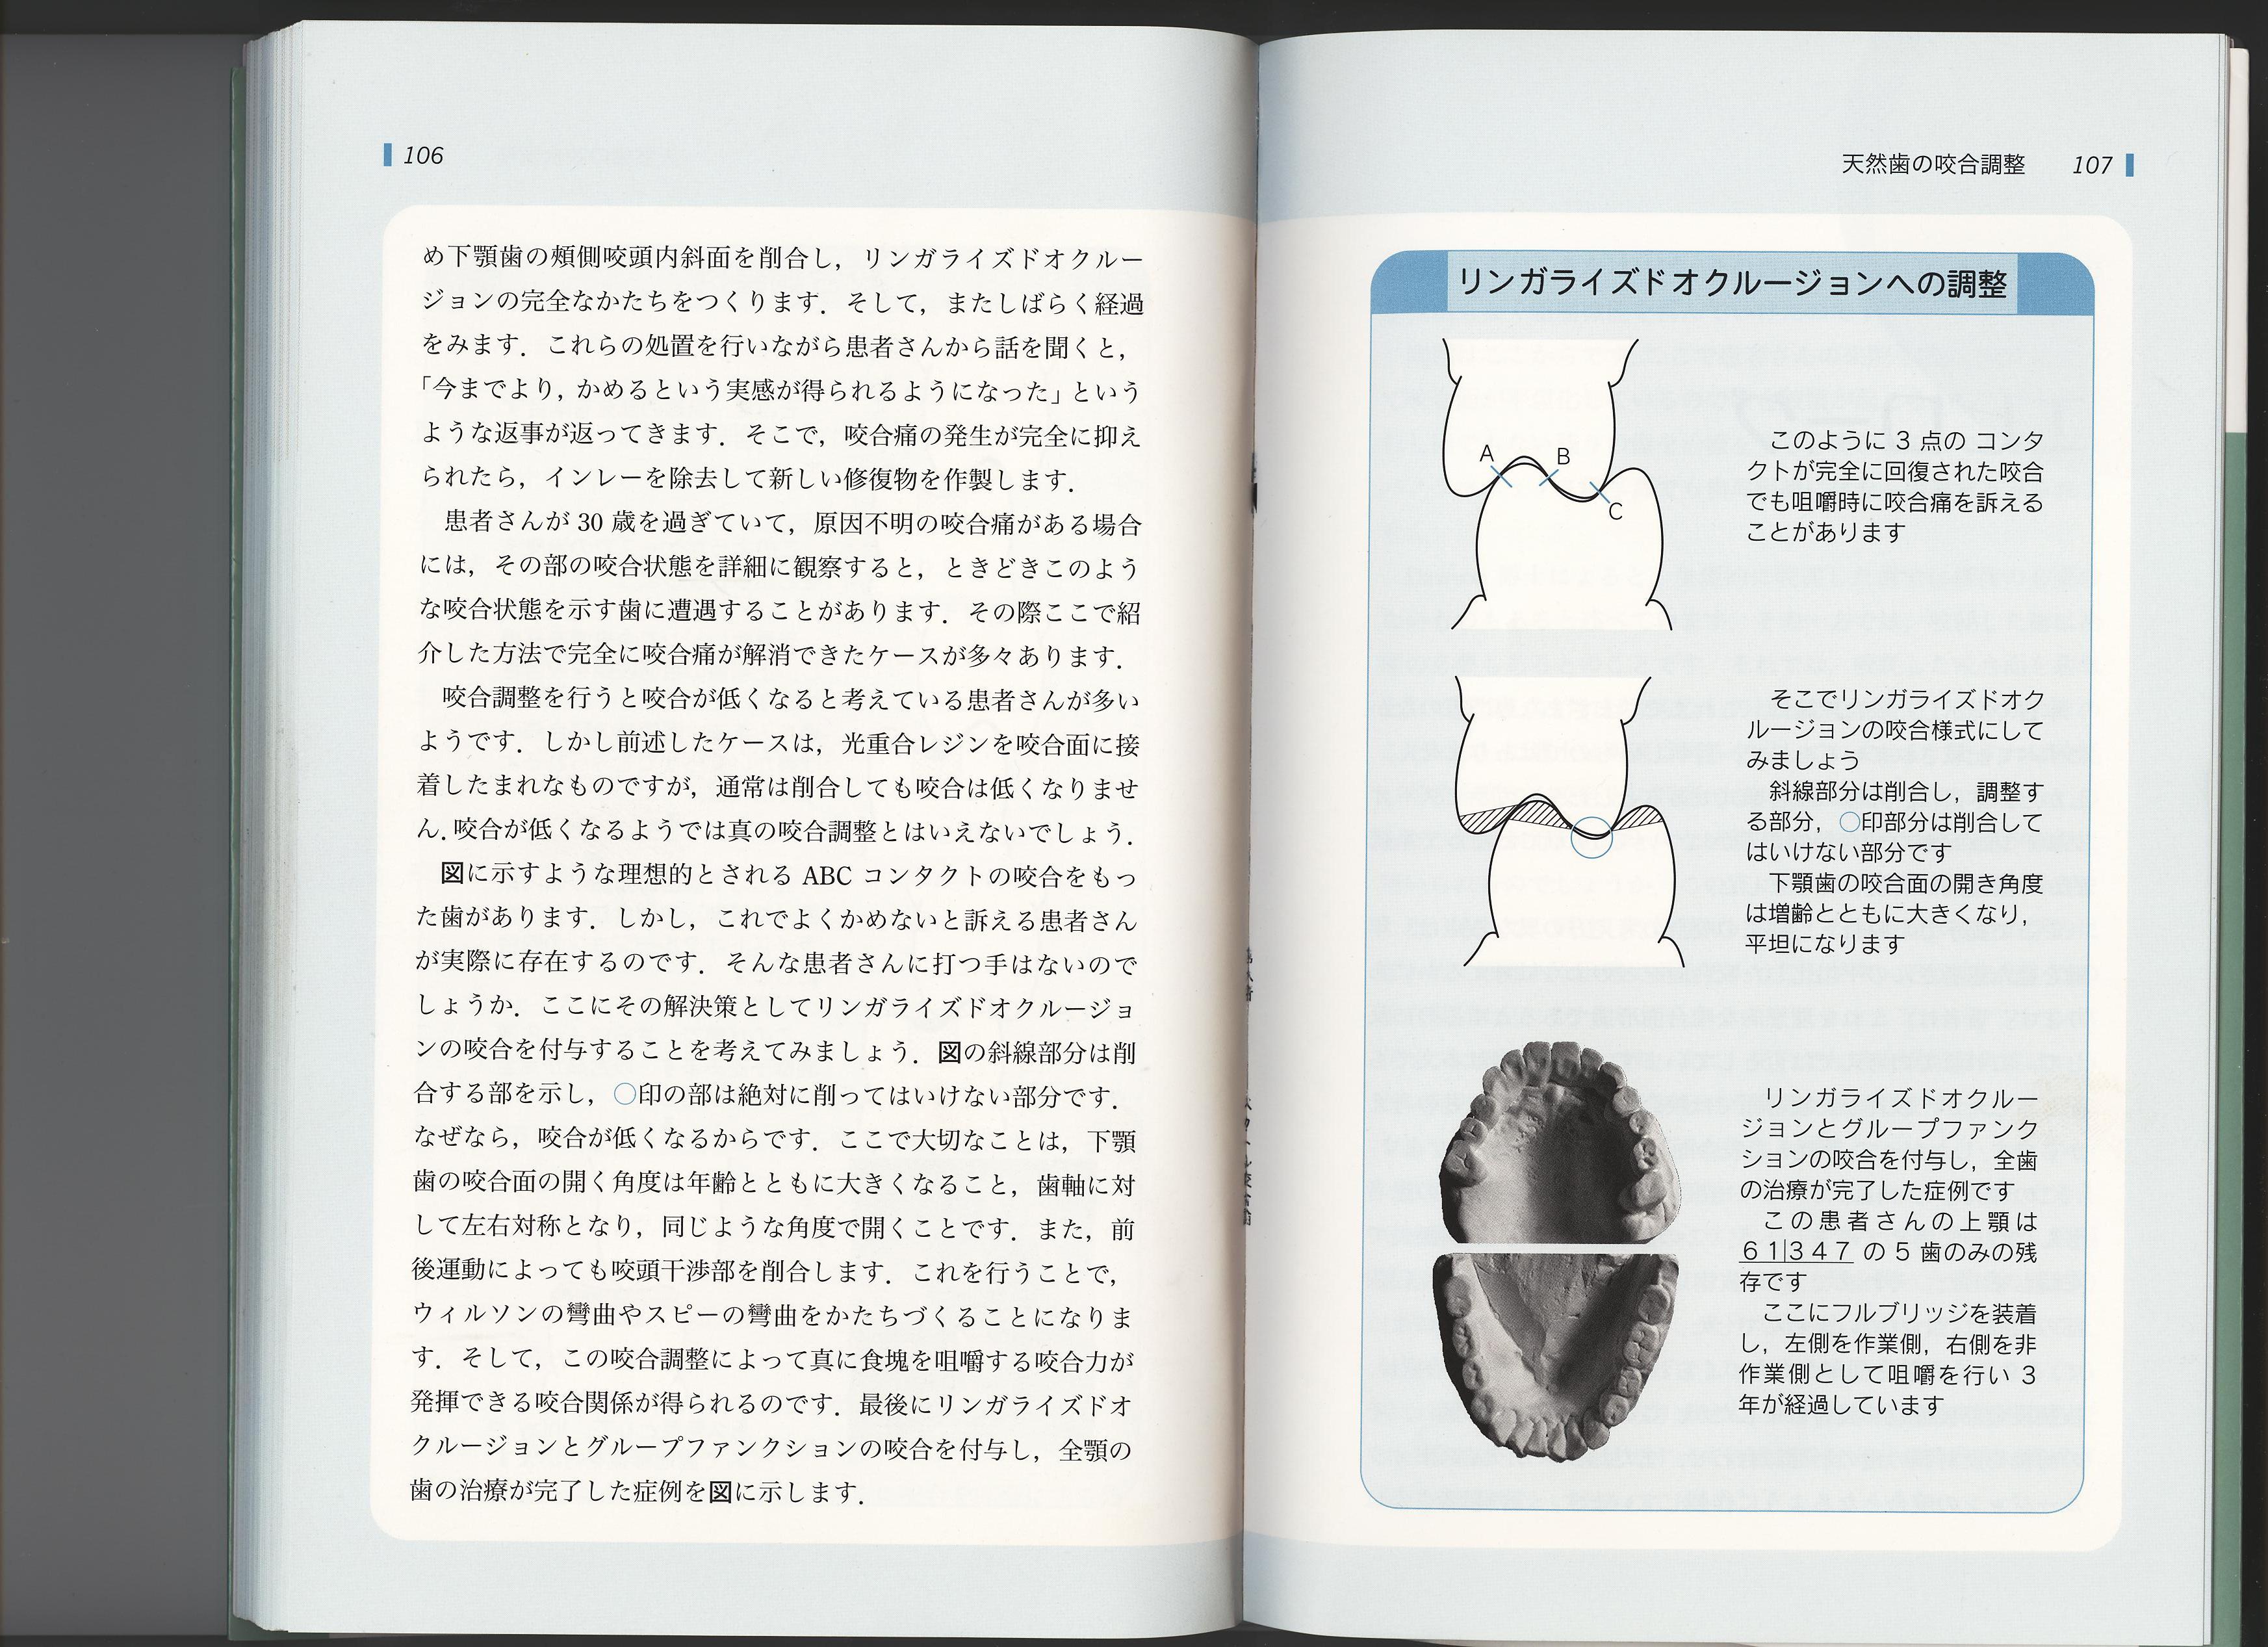 106
め下顎歯の頰側咬頭内斜面を削合し，リンガライズドオクルー
ジョンの完全なかたちをつくります．そして，またしばらく経過
をみます．これらの処置を行いながら患者さんから話を聞くと，
「今までより，かめるという実感が得られるようになった」という
ような返事が返ってきます．そこで，咬合痛の発生が完全に抑え
られたら，インレーを除去して新しい修復物を作製します．
患者さんが 30 歳を過ぎていて，原因不明の咬合痛がある場合
には，その部の咬合状態を詳細に観察すると，ときどきこのよう
な咬合状態を示す歯に遭遇することがあります．その際ここで紹
介した方法で完全に咬合痛が解消できたケースが多々あります．
咬合調整を行うと咬合が低くなると考えている患者さんが多い
ようです．しかし前述したケースは，光重合レジンを咬合面に接
着したまれなものですが，通常は削合しても咬合は低くなりませ
ん．咬合が低くなるようでは真の咬合調整とはいえないでしょう．
図に示すような理想的とされる ABC コンタクトの咬合をもっ
た歯があります．しかし，これでよくかめないと訴える患者さん
が実際に存在するのです．そんな患者さんに打つ手はないので
しょうか．ここにその解決策としてリンガライズドオクルージョ
ンの咬合を付与することを考えてみましょう．図の斜線部分は削
合する部を示し，○印の部は絶対に削ってはいけない部分です．
なぜなら，咬合が低くなるからです．ここで大切なことは，下顎
歯の咬合面の開く角度は年齢とともに大きくなること，歯軸に対
して左右対称となり，同じような角度で開くことです．また，前
後運動によっても咬頭干渉部を削合します．これを行うことで，
ウィルソンの彎曲やスピーの彎曲をかたちづくることになりま
す．そして，この咬合調整によって真に食塊を咀嚼する咬合力が
発揮できる咬合関係が得られるのです．最後にリンガライズドオ
クルージョンとグループファンクションの咬合を付与し，全顎の
歯の治療が完了した症例を図に示します．
天然歯の咬合調整 107
リンガライズドオクルージョンへの調整
A
B
C
このように 3 点の コンタ
クトが完全に回復された咬合
でも咀嚼時に咬合痛を訴える
ことがあります
そこでリンガライズドオク
ルージョンの咬合様式にして
みましょう
斜線部分は削合し，調整す
る部分，○印部分は削合して
はいけない部分です
下顎歯の咬合面の開き角度
は増齢とともに大きくなり，
平坦になります
リンガライズドオクルー
ジョンとグループファンク
ションの咬合を付与し，全歯
の治療が完了した症例です
この患者さんの上顎は
6 1|3 4 7 の 5 歯のみの残
存です
ここにフルブリッジを装着
し，左側を作業側，右側を非
作業側として咀嚼を行い 3
年が経過しています